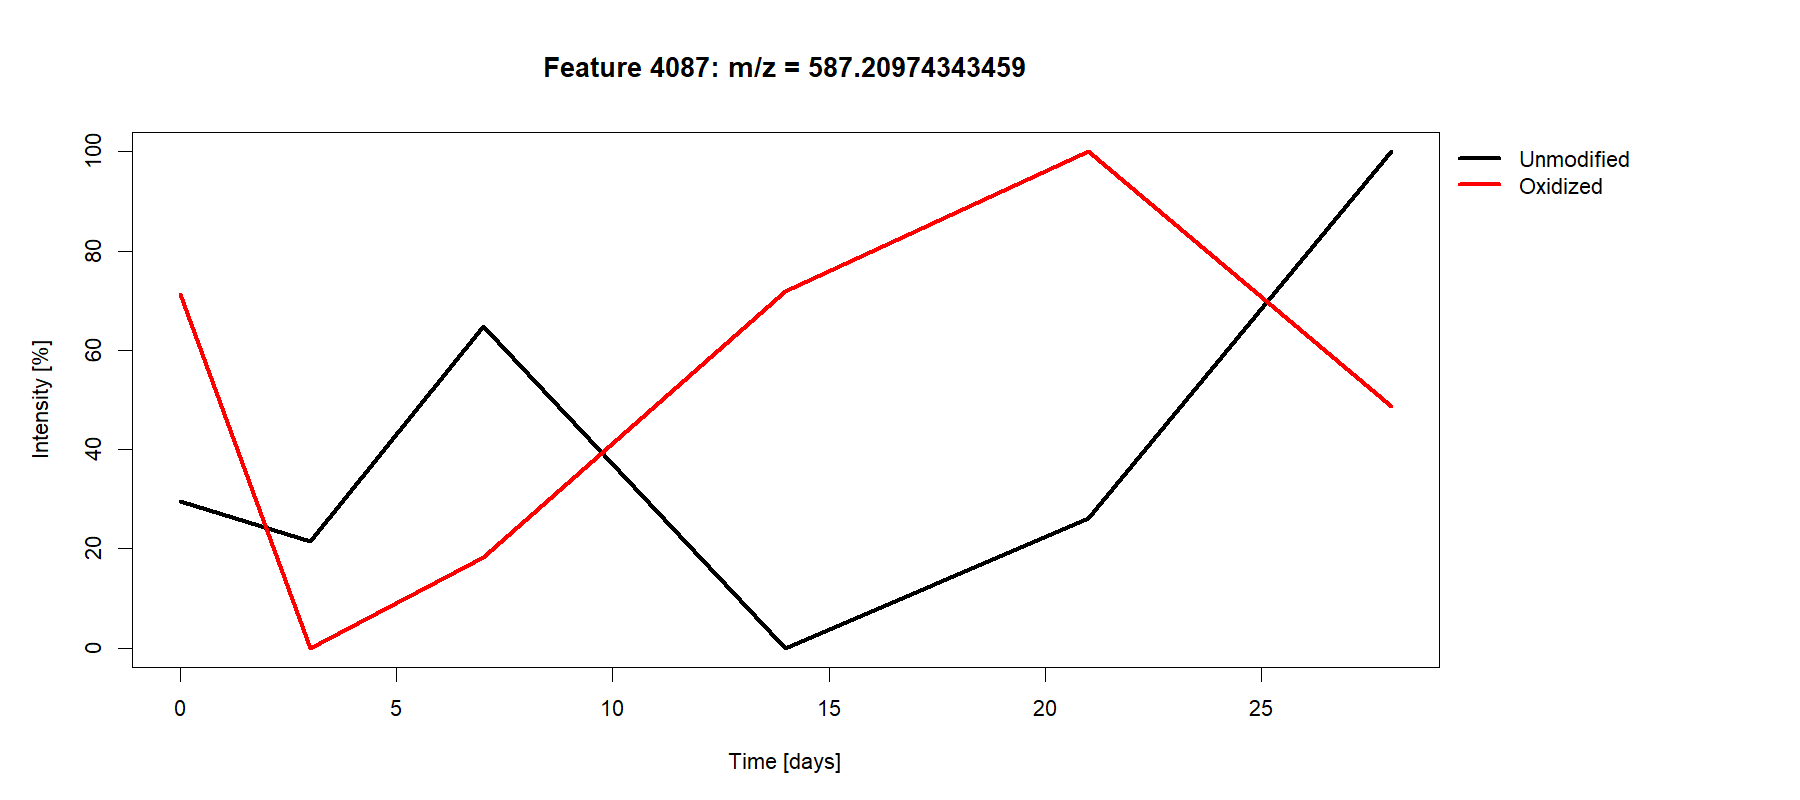 Feature 4087: m/z = 587.20974343459
Unmodified
Oxidized
Intensity [%]
100
80
60
40
20
0
0 5 10 15 20 25
Time [days]